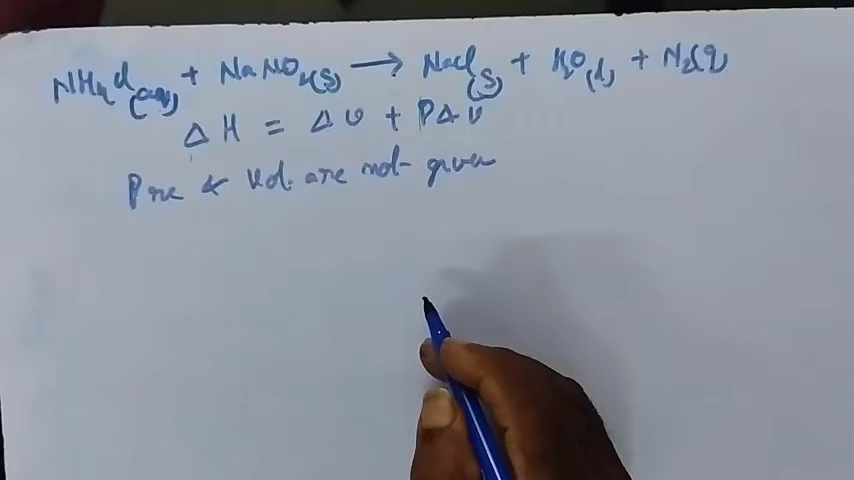 NH4Cl(aq) + NaNO2(s) → NaCl(s) + H2O(l) + N2(g)
ΔH = ΔU + PΔV
Pre & Vol. are not given